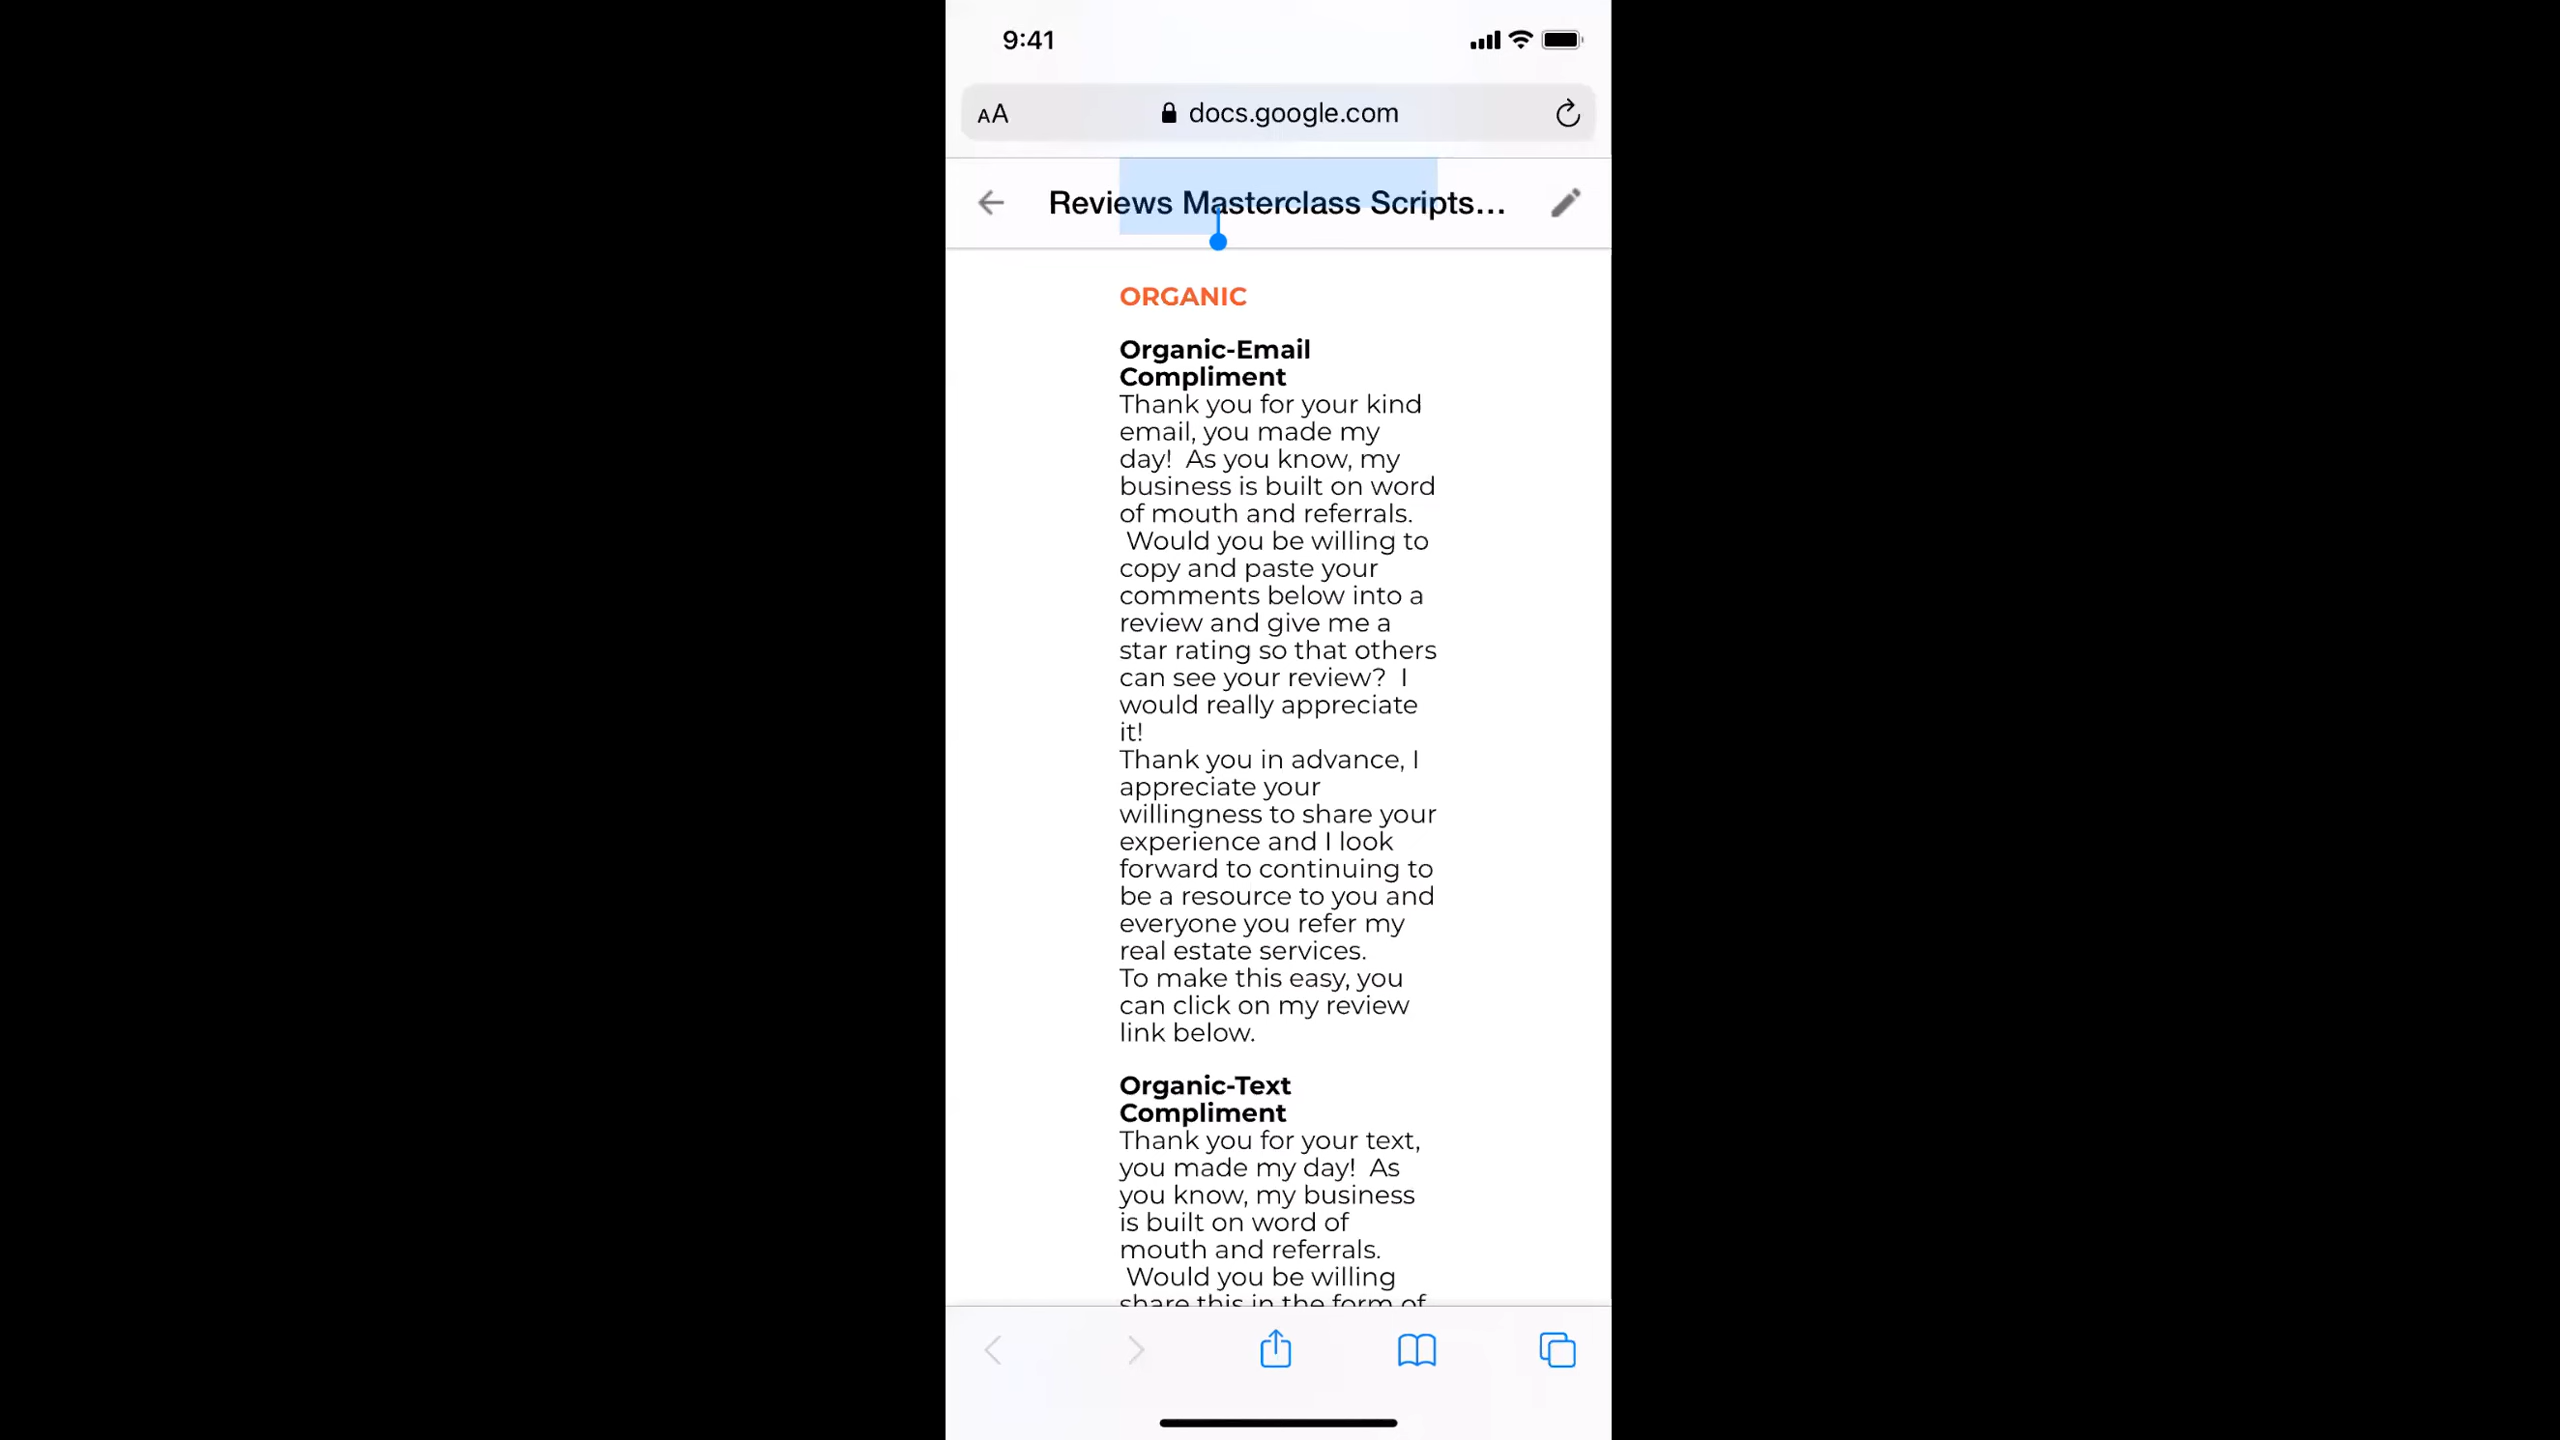 9:41
AA docs.google.com
Reviews Masterclass Scripts...
ORGANIC
Organic-Email
Compliment
Thank you for your kind
email, you made my
day!  As you know, my
business is built on word
of mouth and referrals.
Would you be willing to
copy and paste your
comments below into a
review and give me a
star rating so that others
can see your review?  I
would really appreciate
it!
Thank you in advance, I
appreciate your
willingness to share your
experience and I look
forward to continuing to
be a resource to you and
everyone you refer my
real estate services.
To make this easy, you
can click on my review
link below.
Organic-Text
Compliment
Thank you for your text,
you made my day!  As
you know, my business
is built on word of
mouth and referrals.
Would you be willing
share this in the form of